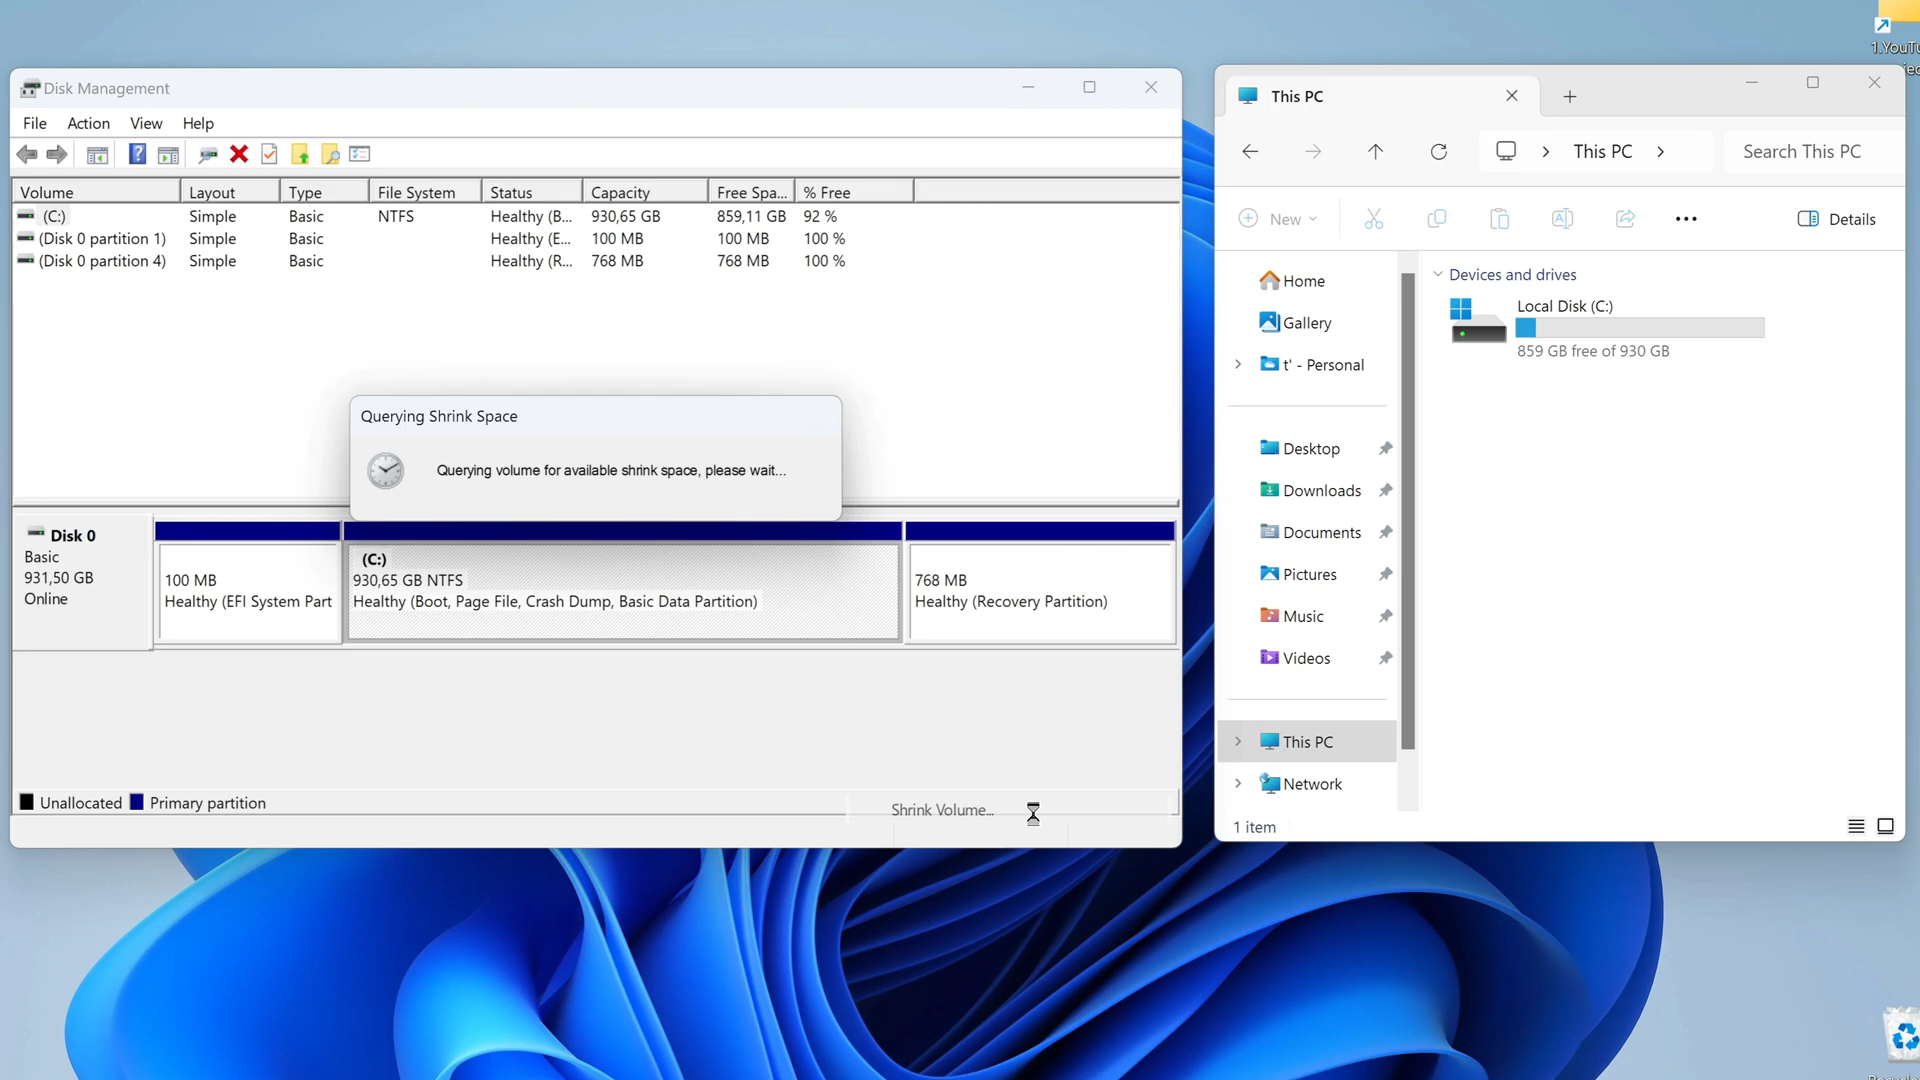 1.YouTu
jec
Disk Management
File Action View Help
Volume Layout Type File System Status Capacity Free Spa... % Free
(C:) Simple Basic NTFS Healthy (B... 930,65 GB 859,11 GB 92 %
(Disk 0 partition 1) Simple Basic Healthy (E... 100 MB 100 MB 100 %
(Disk 0 partition 4) Simple Basic Healthy (R... 768 MB 768 MB 100 %
Querying Shrink Space
Querying volume for available shrink space, please wait...
Disk 0
Basic
931,50 GB
Online
100 MB
Healthy (EFI System Part
(C:)
930,65 GB NTFS
Healthy (Boot, Page File, Crash Dump, Basic Data Partition)
768 MB
Healthy (Recovery Partition)
Unallocated Primary partition
Shrink Volume...
This PC
This PC
Search This PC
New
Details
Home
Gallery
t' - Personal
Desktop
Downloads
Documents
Pictures
Music
Videos
This PC
Network
Devices and drives
Local Disk (C:)
859 GB free of 930 GB
1 item